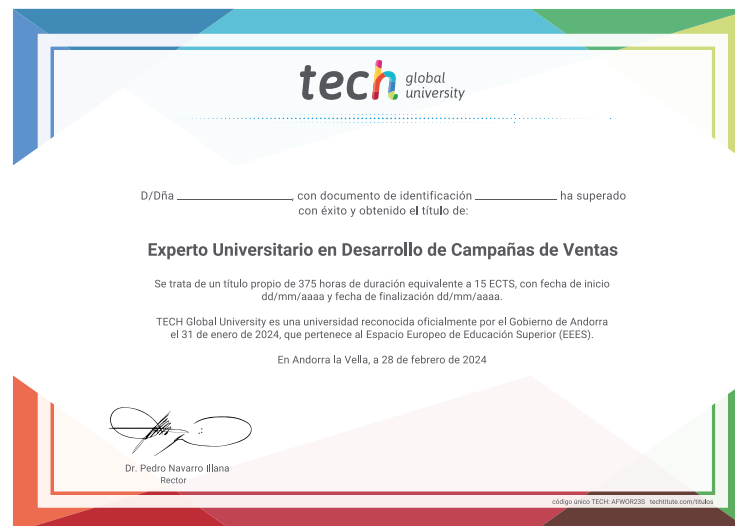 tech global university
D/Dña ____________, con documento de identificación ____________ ha superado
con éxito y obtenido el título de:
Experto Universitario en Desarrollo de Campañas de Ventas
Se trata de un título propio de 375 horas de duración equivalente a 15 ECTS, con fecha de inicio
dd/mm/aaaa y fecha de finalización dd/mm/aaaa.
TECH Global University es una universidad reconocida oficialmente por el Gobierno de Andorra
el 31 de enero de 2024, que pertenece al Espacio Europeo de Educación Superior (EEES).
En Andorra la Vella, a 28 de febrero de 2024
Dr. Pedro Navarro Illana
Rector
código único TECH: AFWOR23S techtitute.com/titulos